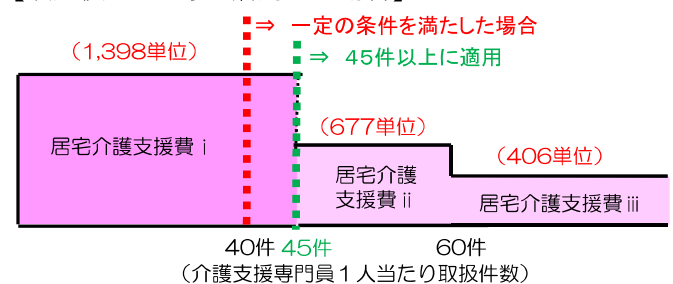 ⇒ 一定の条件を満たした場合
(1,398単位)
⇒ 45件以上に適用
(677単位)
居宅介護支援費ⅰ
(406単位)
居宅介護
支援費ⅱ
居宅介護支援費ⅲ
40件 45件 60件
(介護支援専門員1人当たり取扱件数)